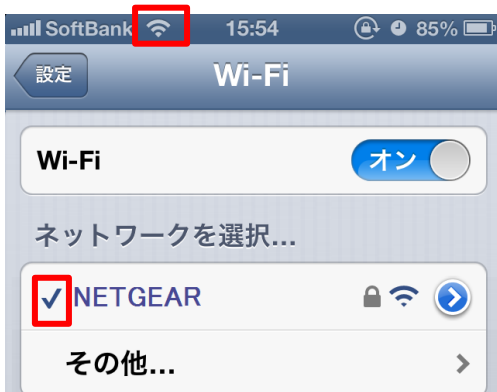 SoftBank 15:54 85%
設定 Wi-Fi
Wi-Fi オン
ネットワークを選択...
NETGEAR
その他...